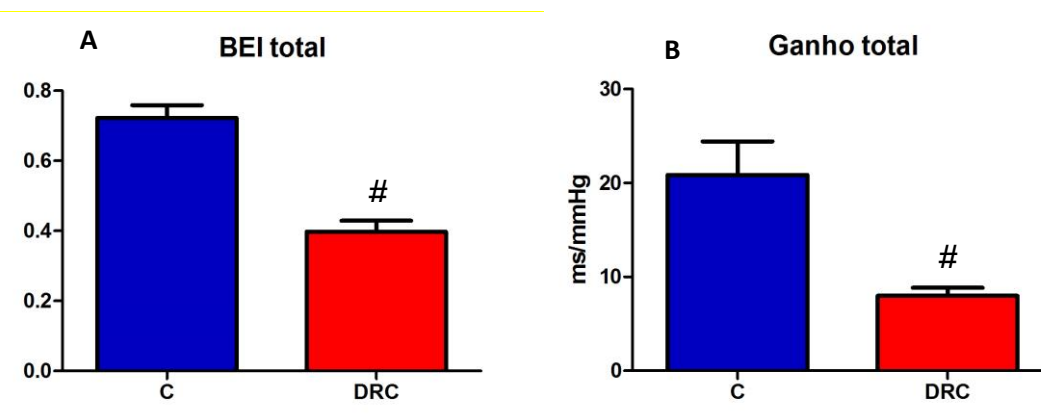 A
BEI total
0.8
0.6
0.4
0.2
0.0
#
C
DRC
B
Ganho total
ms/mmHg
30
20
10
0
#
C
DRC